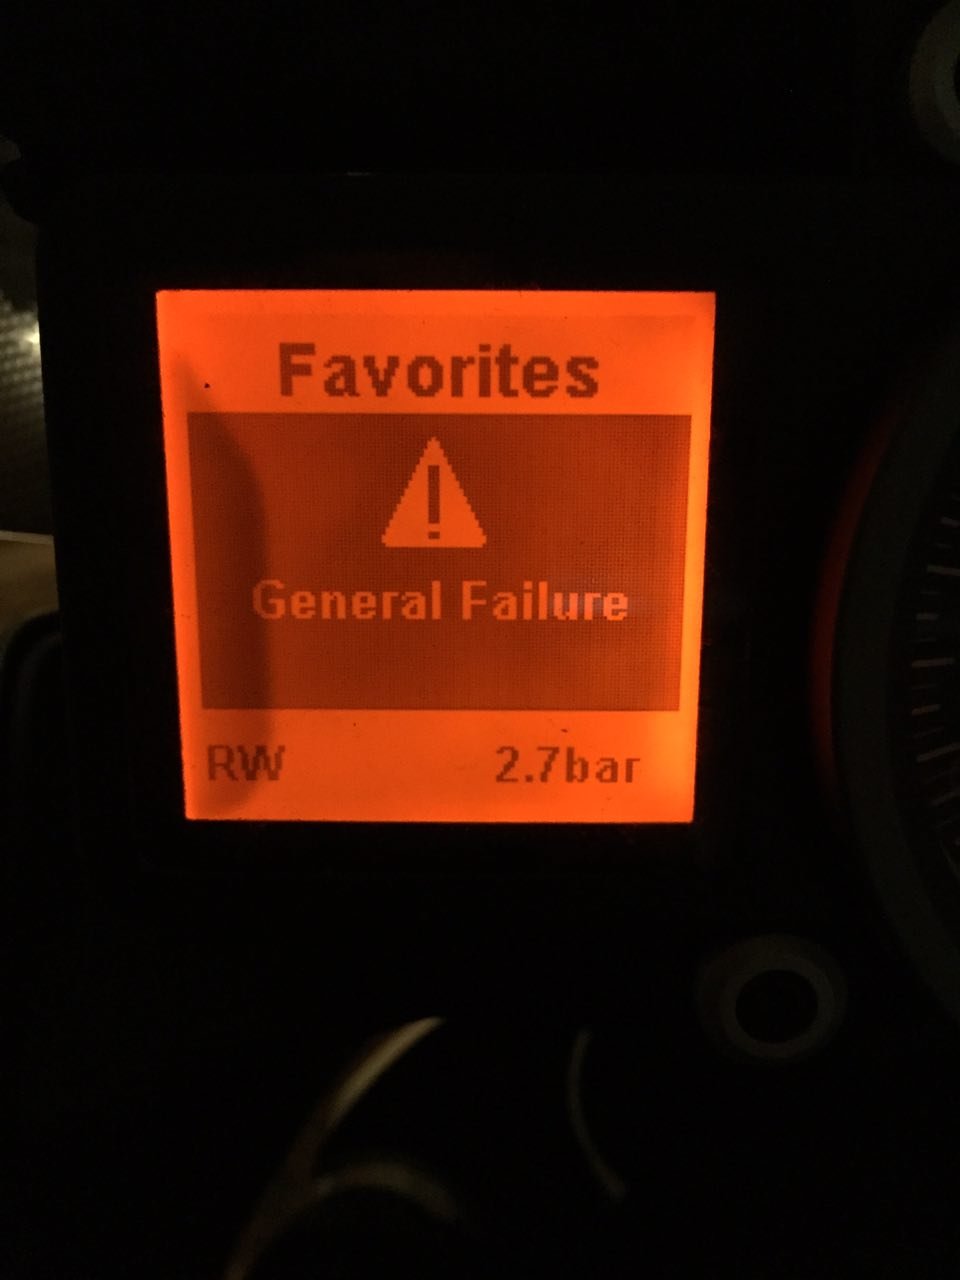 Favorites
General Failure
RW 2.7bar